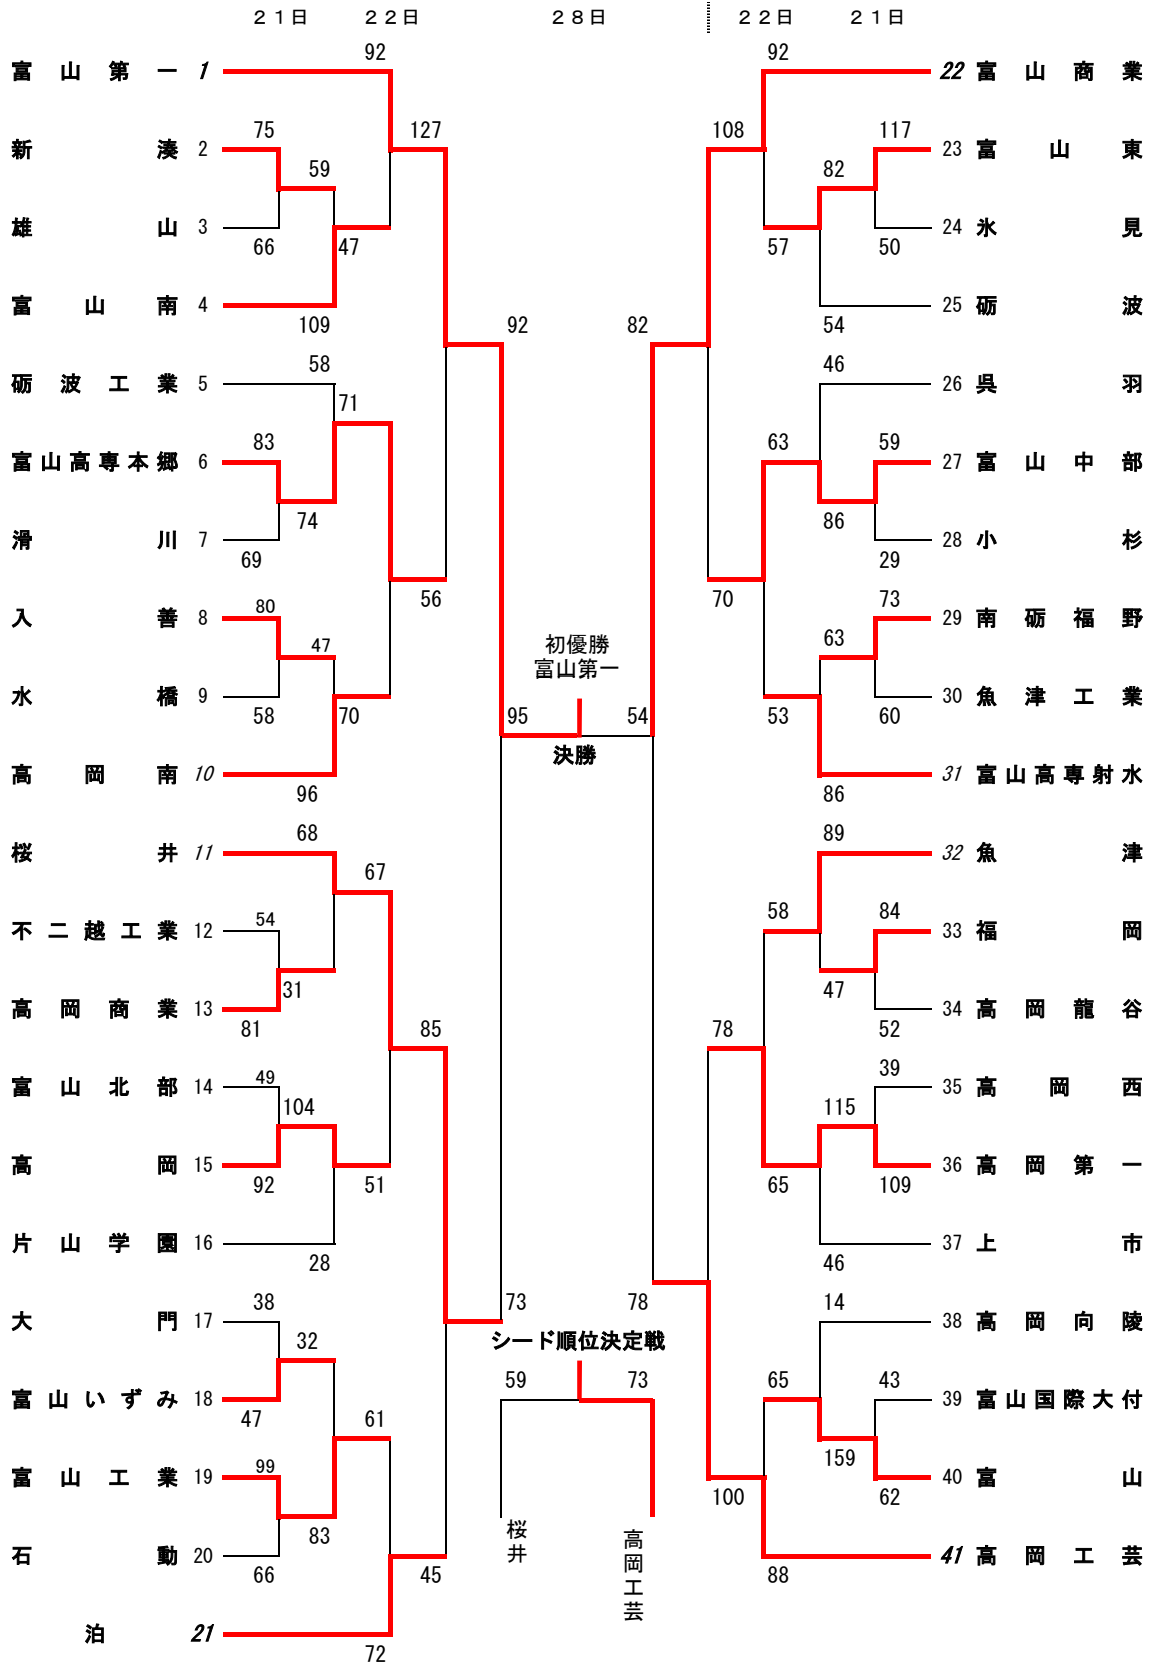 ２１日 ２２日 ２８日 ２２日 ２１日
92 92
富山第一 1 22 富山商業
75 127 108 117
新湊 2 23 富山東
59 82
雄山 3 24 氷見
66 47 57 50
富山南 4 25 砺波
109 92 82 54
58 46
砺波工業 5 26 呉羽
71
83 63 59
富山高専本郷 6 27 富山中部
74 86
滑川 7 28 小杉
69 29
80 56 70 73
入善 8 29 南砺福野
47 初優勝 63
富山第一
水橋 9 30 魚津工業
58 70 95 54 53 60
決勝
高岡南 10 31 富山高専射水
96 86
68 89
桜井 11 32 魚津
67
54 58 84
不二越工業 12 33 福岡
31 47
高岡商業 13 34 高岡龍谷
81 85 78 52
49 39
富山北部 14 35 高岡西
104 115
高岡 15 36 高岡第一
92 51 65 109
片山学園 16 37 上市
28 46
38 73 78 14
大門 17 38 高岡向陵
32 シード順位決定戦
59 73 65 43
富山いずみ 18 39 富山国際大付
47 61
99 159
富山工業 19 40 富山
100 62
83 桜井 高岡工芸
石動 20 41 高岡工芸
66 45 88
泊 21
72